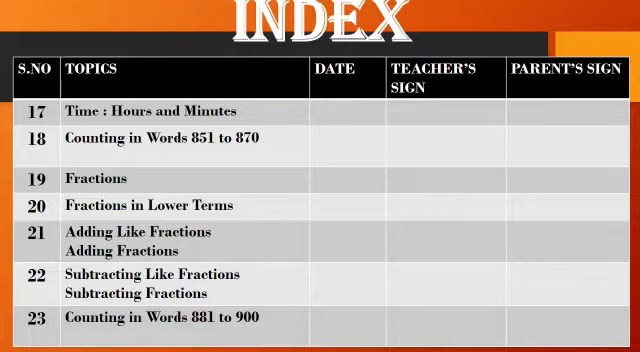 INDEX
S.NO TOPICS DATE TEACHER'S SIGN PARENT'S SIGN
17 Time : Hours and Minutes
18 Counting in Words 851 to 870
19 Fractions
20 Fractions in Lower Terms
21 Adding Like Fractions
Adding Fractions
22 Subtracting Like Fractions
Subtracting Fractions
23 Counting in Words 881 to 900